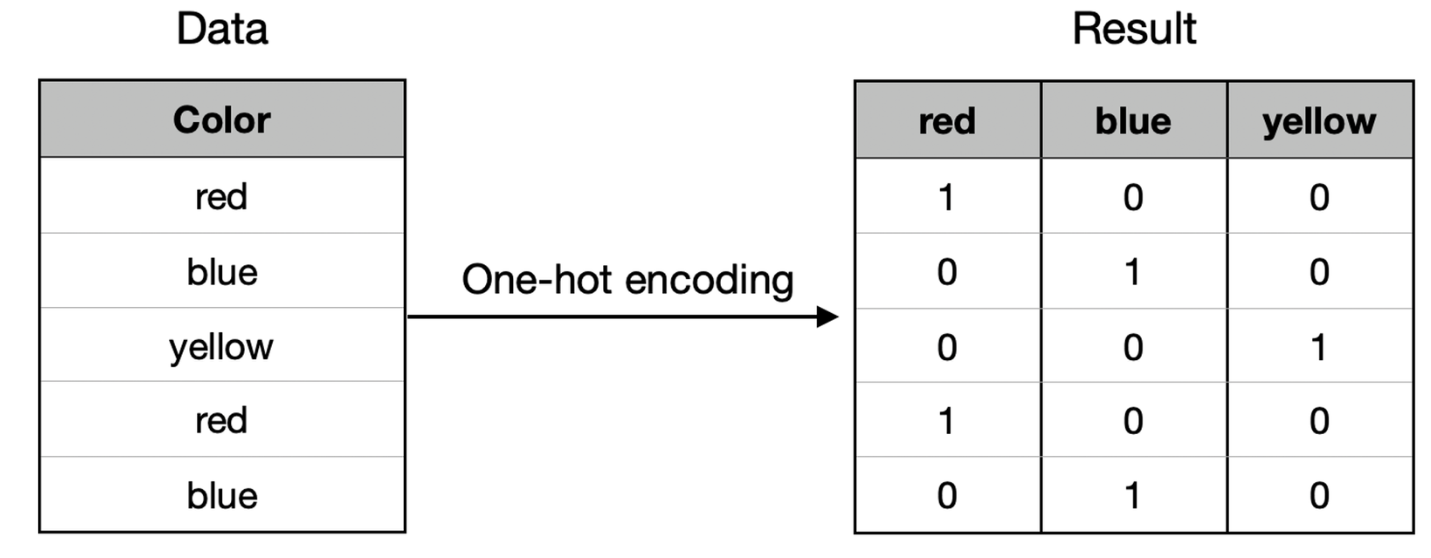 Data
Color
red
blue
yellow
red
blue
One-hot encoding
Result
red blue yellow
1 0 0
0 1 0
0 0 1
1 0 0
0 1 0